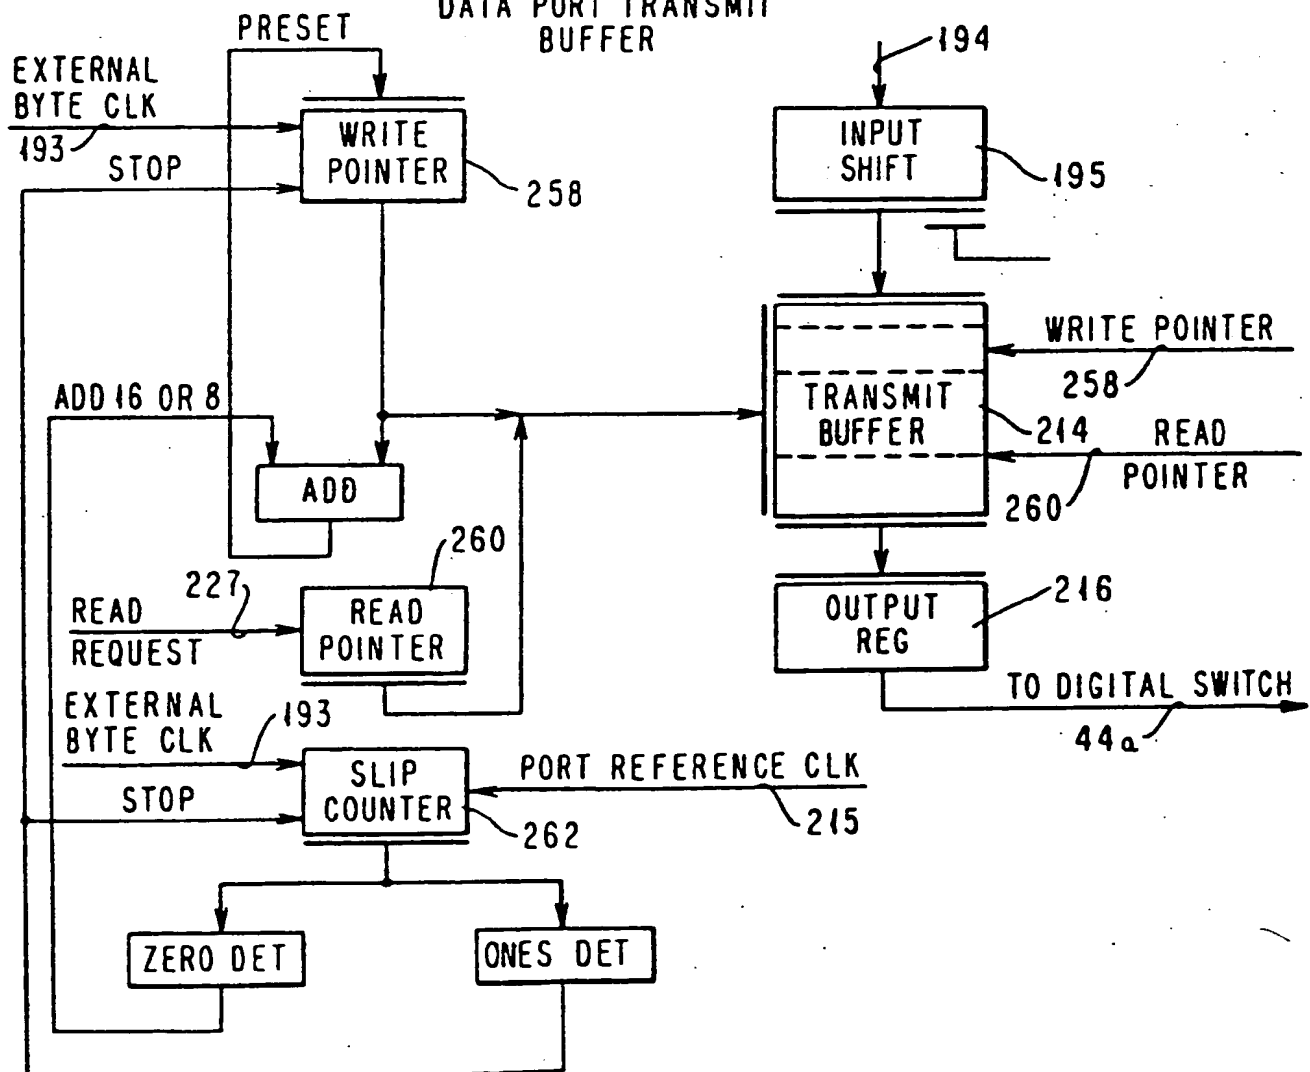 DATA PORT TRANSMIT
BUFFER
PRESET
EXTERNAL
BYTE CLK
193
STOP
WRITE
POINTER
258
194
INPUT
SHIFT
195
WRITE POINTER
258
ADD 16 OR 8
TRANSMIT
BUFFER
214
READ
POINTER
260
ADD
260
227
READ
REQUEST
READ
POINTER
OUTPUT
REG
216
TO DIGITAL SWITCH
44a
EXTERNAL
BYTE CLK
193
STOP
SLIP
COUNTER
262
PORT REFERENCE CLK
215
ZERO DET
ONES DET